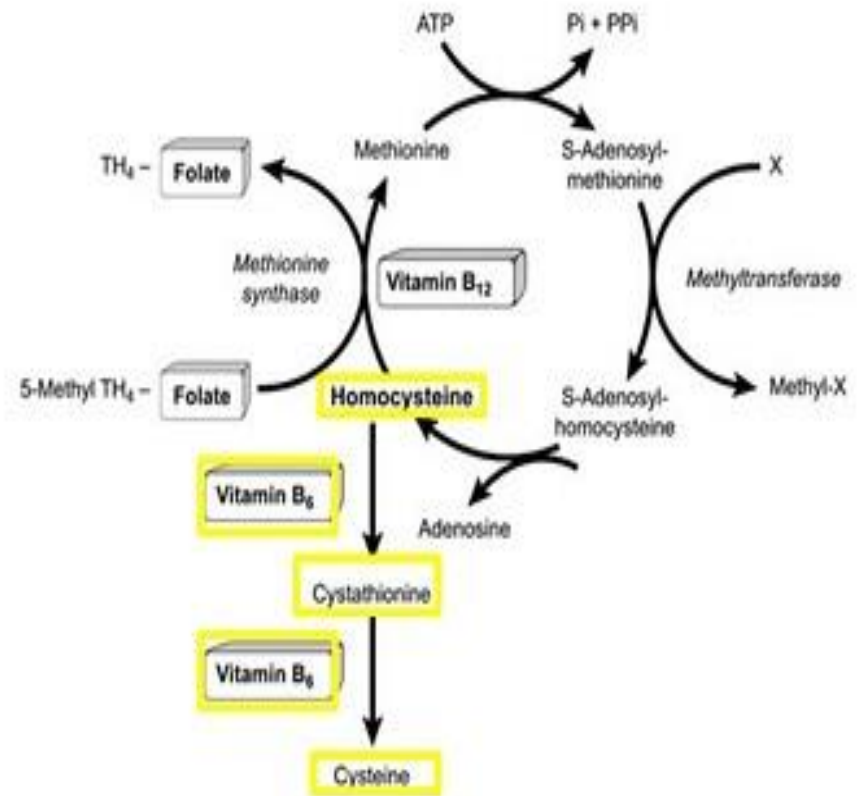 ATP
Pi + PPi
Methionine
S-Adenosyl-
methionine
TH₄ –
Folate
X
Methionine
synthase
Vitamin B₁₂
Methyltransferase
5-Methyl TH₄ –
Folate
Homocysteine
S-Adenosyl-
homocysteine
Methyl-X
Vitamin B₆
Adenosine
Cystathionine
Vitamin B₆
Cysteine